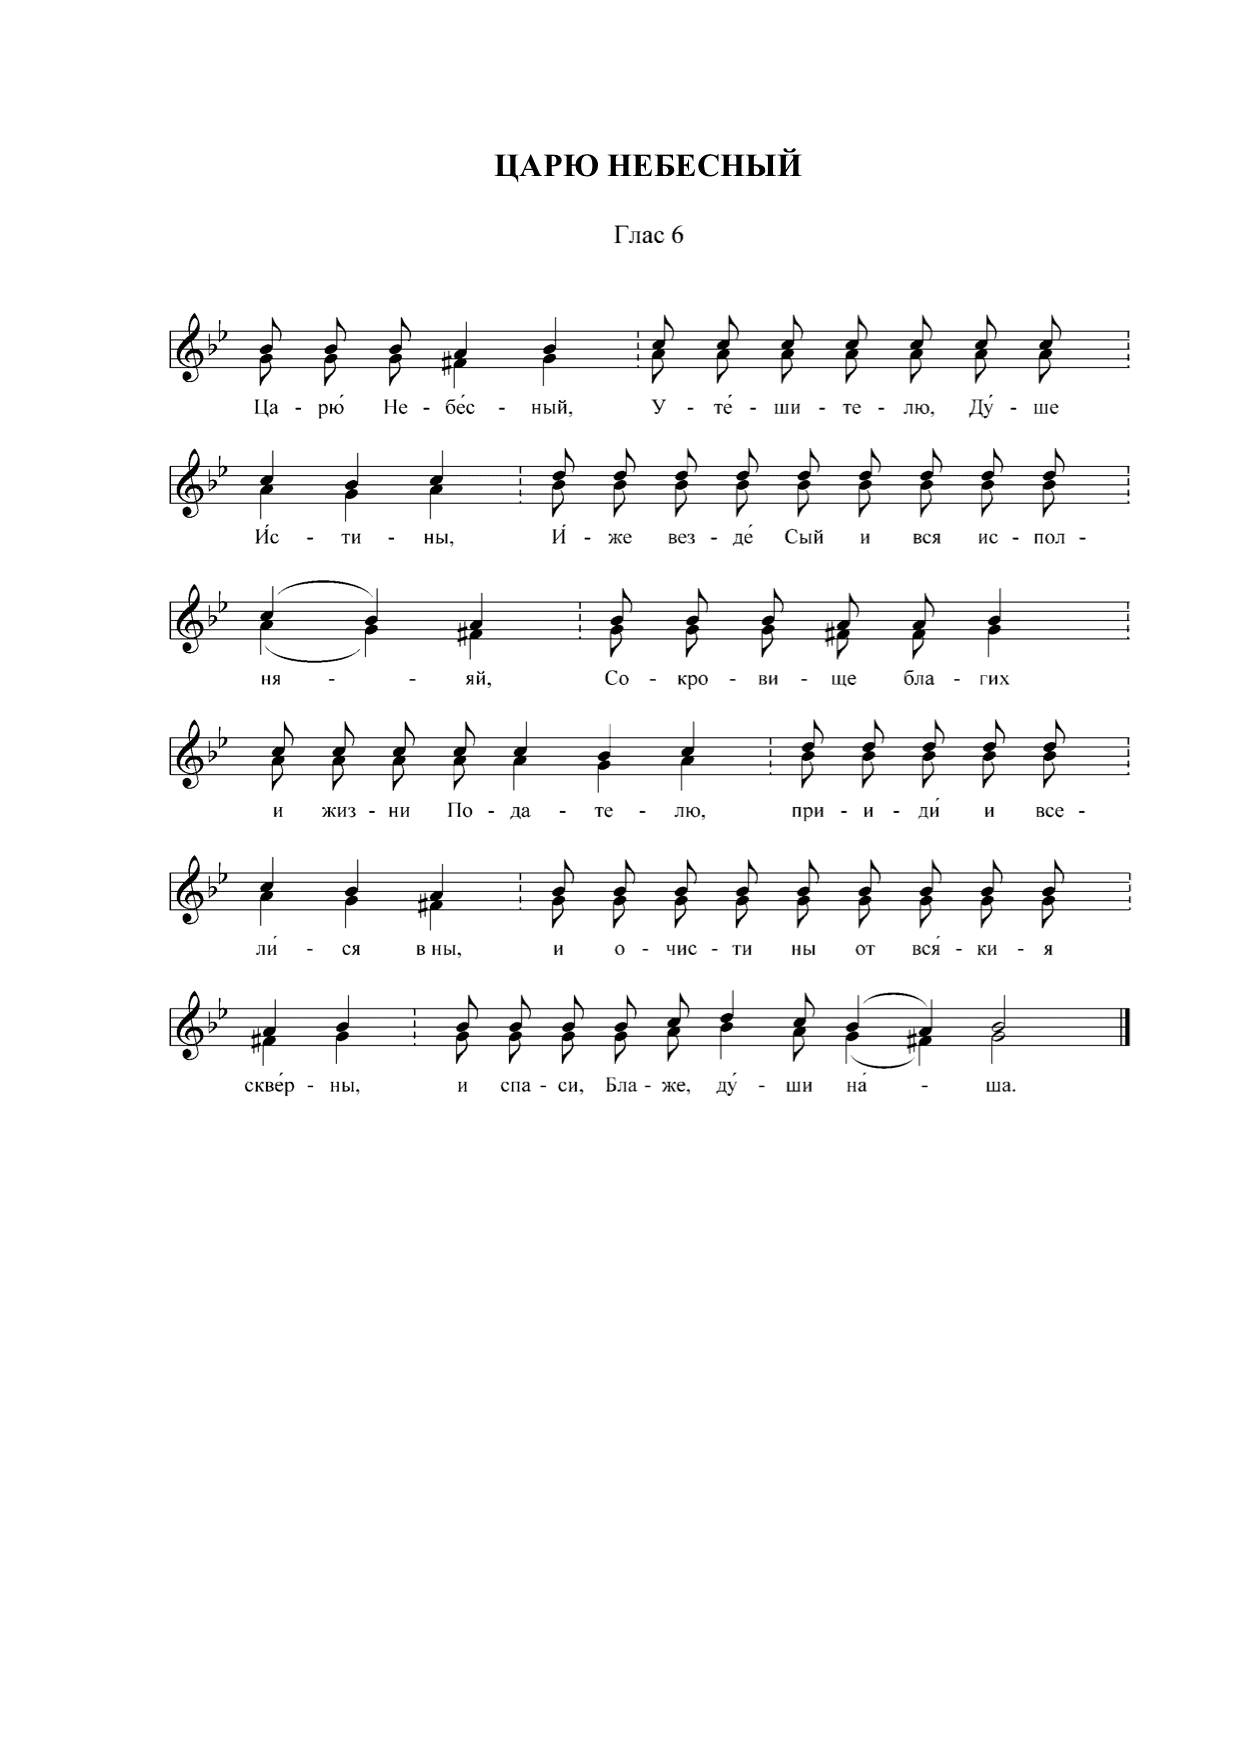 ЦАРЮ НЕБЕСНЫЙ
Глас 6
Ца - рю́ Не - бе́с - ный, У - те́ - ши - те - лю, Ду́ - ше
И́с - ти - ны, И́ - же вез - де́ Сый и вся ис - пол -
ня - - яй, Со - кро - ви - ще бла - гих
и жиз - ни По - да - те - лю, при - и - ди́ и все -
ли́ - ся в ны, и о - чис - ти ны от вся́ - ки - я
скве́р - ны, и спа - си, Бла - же, ду́ - ши на́ - ша.